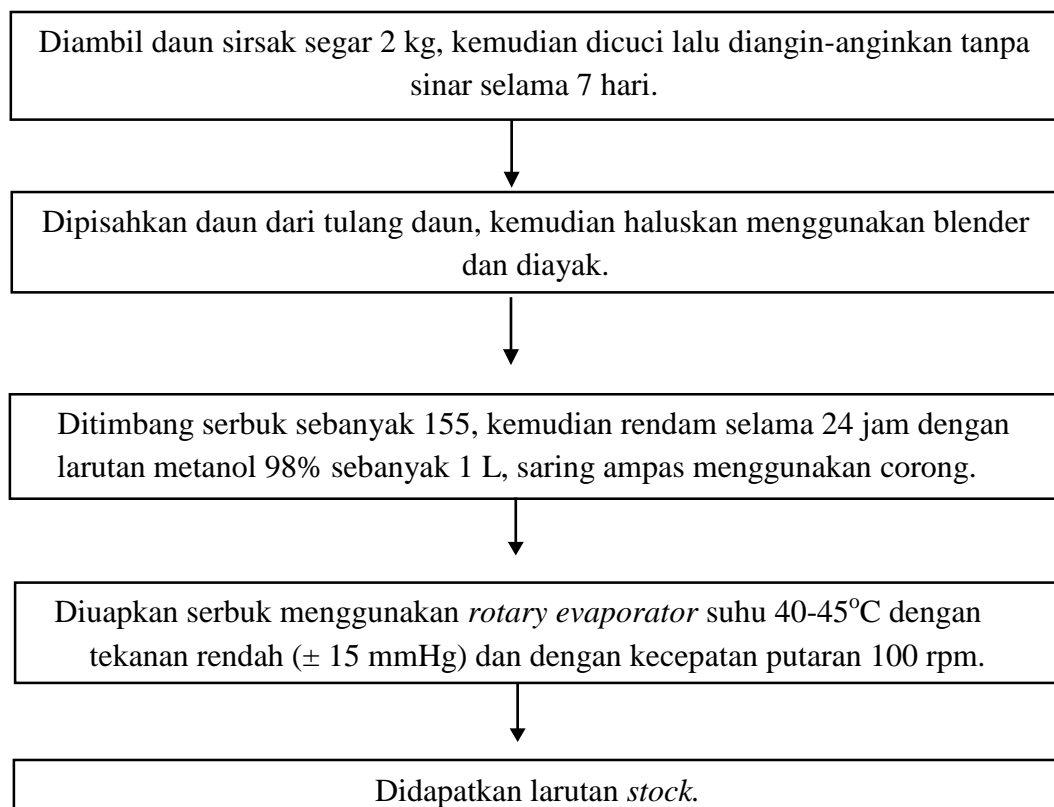 Diambil daun sirsak segar 2 kg, kemudian dicuci lalu diangin-anginkan tanpa
sinar selama 7 hari.
Dipisahkan daun dari tulang daun, kemudian haluskan menggunakan blender
dan diayak.
Ditimbang serbuk sebanyak 155, kemudian rendam selama 24 jam dengan
larutan metanol 98% sebanyak 1 L, saring ampas menggunakan corong.
Diuapkan serbuk menggunakan rotary evaporator suhu 40-45°C dengan
tekanan rendah (± 15 mmHg) dan dengan kecepatan putaran 100 rpm.
Didapatkan larutan stock.